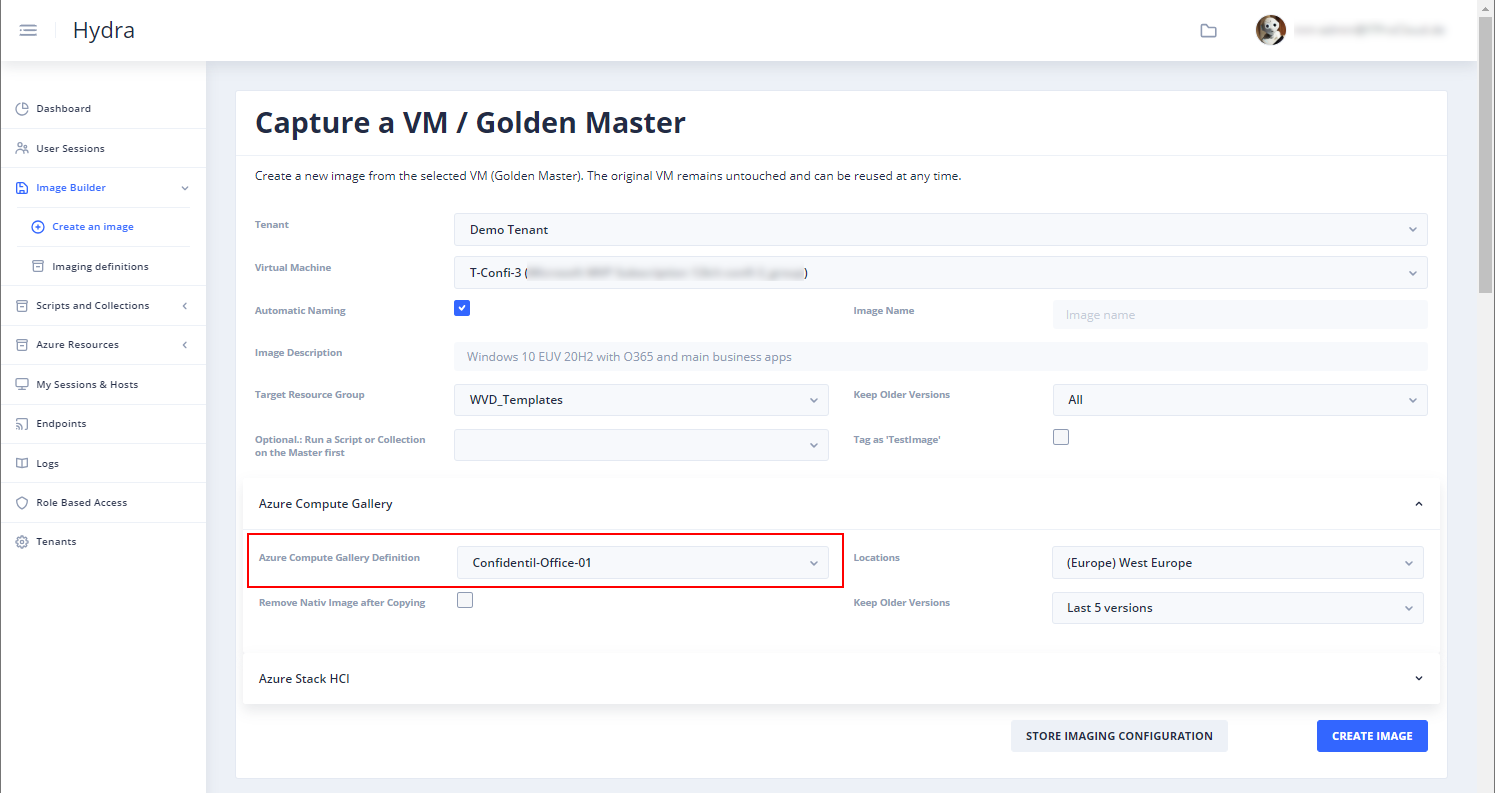 Hydra
Dashboard
User Sessions
Image Builder
Create an image
Imaging definitions
Scripts and Collections
Azure Resources
My Sessions & Hosts
Endpoints
Logs
Role Based Access
Tenants
Capture a VM / Golden Master
Create a new image from the selected VM (Golden Master). The original VM remains untouched and can be reused at any time.
Tenant
Demo Tenant
Virtual Machine
T-Confi-3 ( )
Automatic Naming
Image Name
Image name
Image Description
Windows 10 EUV 20H2 with O365 and main business apps
Target Resource Group
WVD_Templates
Keep Older Versions
All
Optional.: Run a Script or Collection
on the Master first
Tag as 'TestImage'
Azure Compute Gallery
Azure Compute Gallery Definition
Confidentil-Office-01
Locations
(Europe) West Europe
Remove Nativ Image after Copying
Keep Older Versions
Last 5 versions
Azure Stack HCI
STORE IMAGING CONFIGURATION
CREATE IMAGE